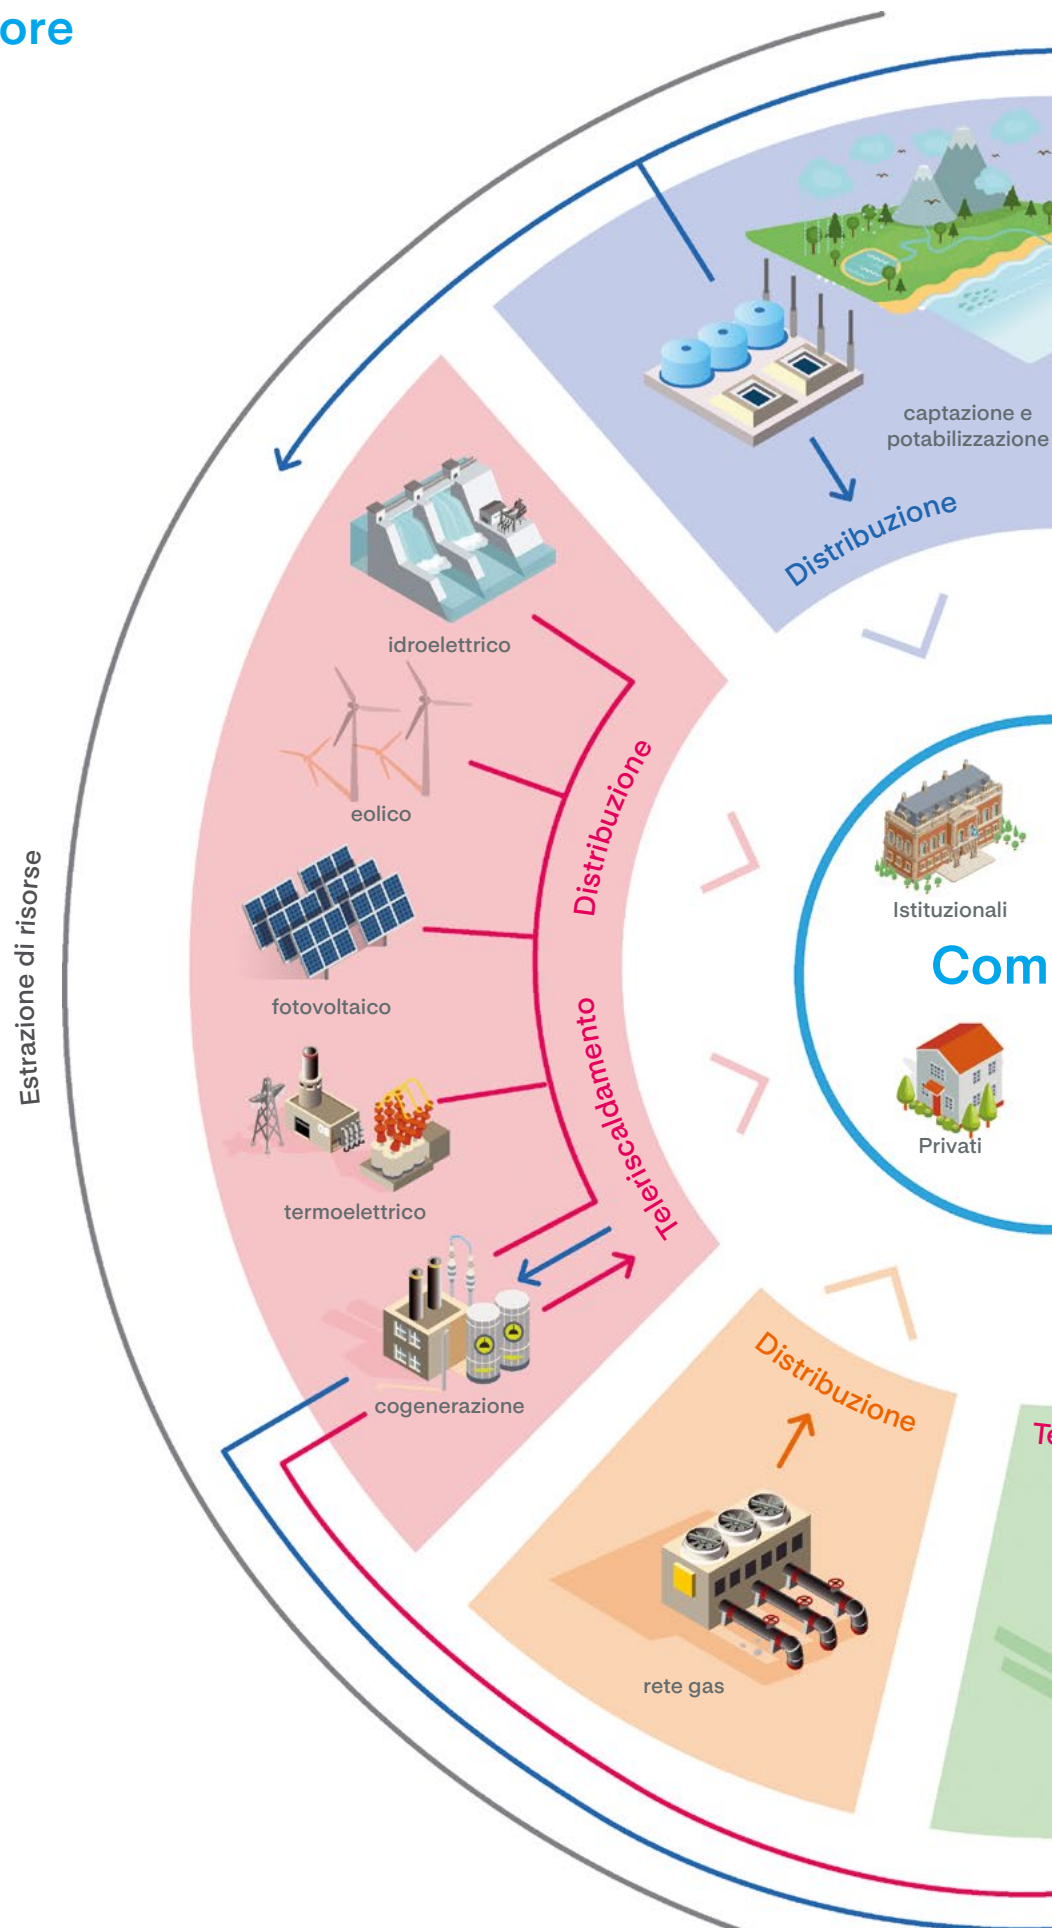 ore
captazione e
potabilizzazione
Distribuzione
idroelettrico
eolico
Distribuzione
Estrazione di risorse
Istituzionali
Com
fotovoltaico
Teleriscaldamento
Privati
termoelettrico
Distribuzione
cogenerazione
Te
rete gas